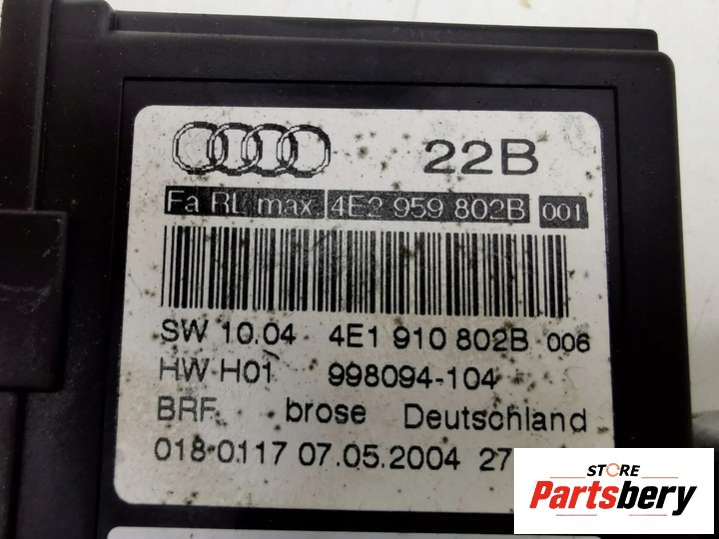 22B
Fa RL max 4E2 959 802B 001
SW 10.04 4E1 910 802B 006
HW H01 998094-104
BRF brose Deutschland
018-0117 07.05.2004 27
STORE
Partsbery